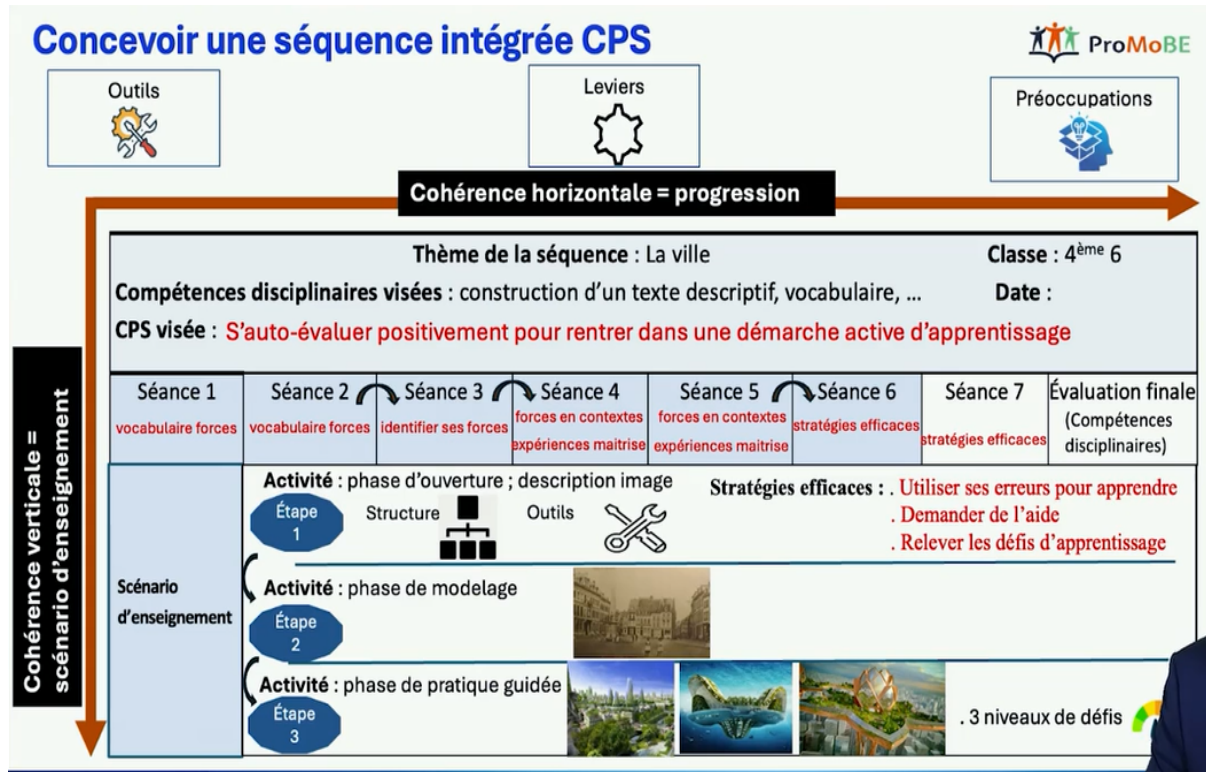 Concevoir une séquence intégrée CPS
ProMoBE
Outils
Leviers
Préoccupations
Cohérence horizontale = progression
Cohérence verticale =
scénario d'enseignement
Thème de la séquence : La ville
Classe : 4ème 6
Compétences disciplinaires visées : construction d'un texte descriptif, vocabulaire, ...
Date :
CPS visée : S'auto-évaluer positivement pour rentrer dans une démarche active d'apprentissage
Séance 1
vocabulaire forces
Séance 2
vocabulaire forces
Séance 3
identifier ses forces
Séance 4
forces en contextes
expériences maitrise
Séance 5
forces en contextes
expériences maitrise
Séance 6
stratégies efficaces
Séance 7
stratégies efficaces
Évaluation finale
(Compétences
disciplinaires)
Scénario
d'enseignement
Activité : phase d'ouverture ; description image
Étape
1
Structure
Outils
Stratégies efficaces : . Utiliser ses erreurs pour apprendre
. Demander de l'aide
. Relever les défis d'apprentissage
Activité : phase de modelage
Étape
2
Activité : phase de pratique guidée
Étape
3
. 3 niveaux de défis